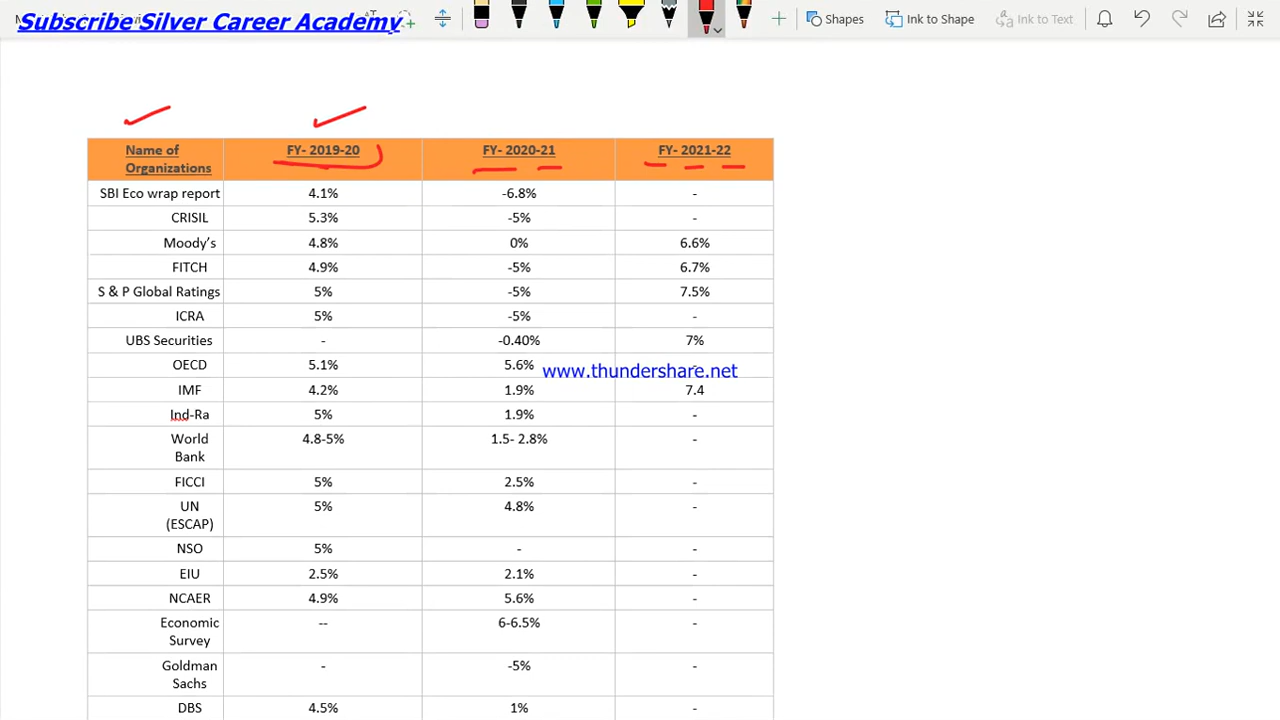 Subscribe Silver Career Academy
Shapes Ink to Shape Ink to Text
Name of Organizations FY- 2019-20 FY- 2020-21 FY- 2021-22
SBI Eco wrap report 4.1% -6.8% -
CRISIL 5.3% -5% -
Moody's 4.8% 0% 6.6%
FITCH 4.9% -5% 6.7%
S & P Global Ratings 5% -5% 7.5%
ICRA 5% -5% -
UBS Securities - -0.40% 7%
OECD 5.1% 5.6% -
www.thundershare.net
IMF 4.2% 1.9% 7.4
Ind-Ra 5% 1.9% -
World Bank 4.8-5% 1.5- 2.8% -
FICCI 5% 2.5% -
UN (ESCAP) 5% 4.8% -
NSO 5% - -
EIU 2.5% 2.1% -
NCAER 4.9% 5.6% -
Economic Survey -- 6-6.5% -
Goldman Sachs - -5% -
DBS 4.5% 1% -